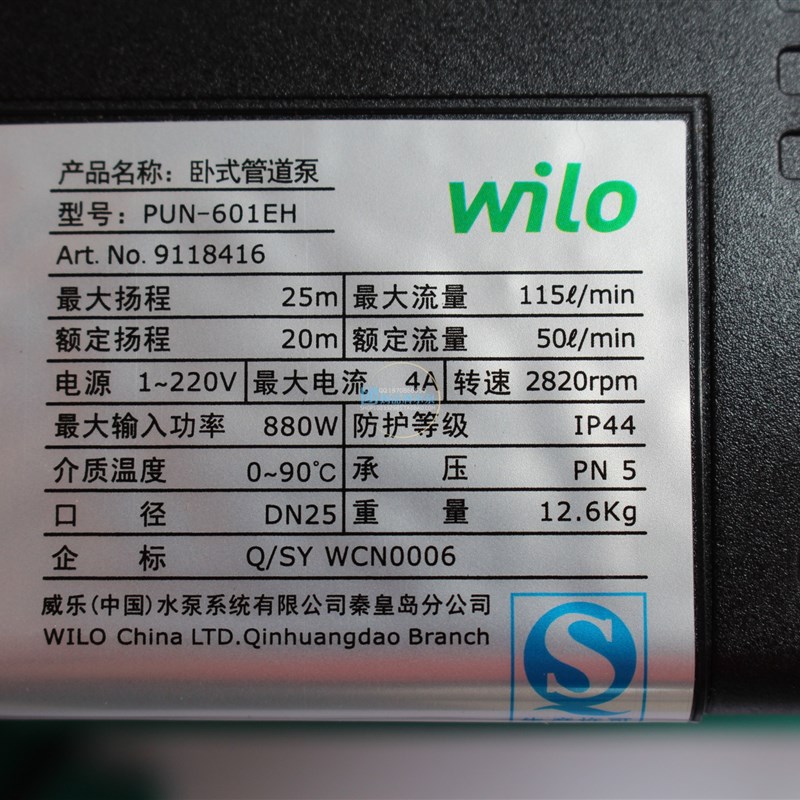 产品名称：卧式管道泵
wilo
型号：PUN-601EH
Art. No. 9118416
最大扬程 25m 最大流量 115ℓ/min
额定扬程 20m 额定流量 50ℓ/min
电源 1~220V 最大电流 4A 转速 2820rpm
最大输入功率 880W 防护等级 IP44
介质温度 0~90℃ 承压 PN 5
口径 DN25 重量 12.6Kg
企标 Q/SY WCN0006
威乐(中国)水泵系统有限公司秦皇岛分公司
WILO China LTD.Qinhuangdao Branch